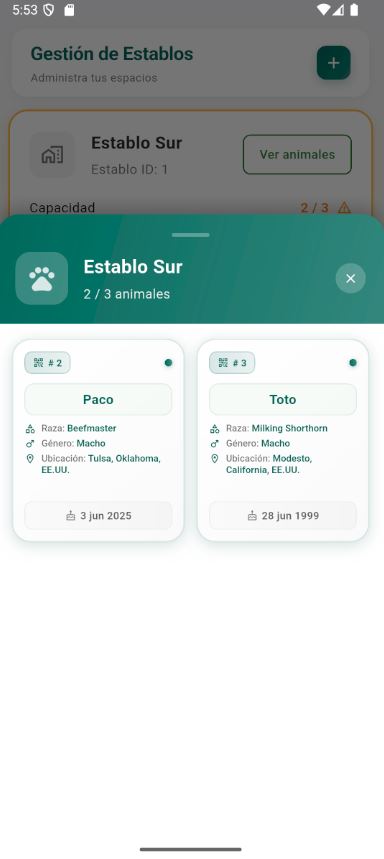 5:53
Gestión de Establos
Administra tus espacios
+
Establo Sur
Establo ID: 1
Ver animales
Capacidad
2 / 3
Establo Sur
2 / 3 animales
# 2
Paco
Raza: Beefmaster
Género: Macho
Ubicación: Tulsa, Oklahoma,
EE.UU.
3 jun 2025
# 3
Toto
Raza: Milking Shorthorn
Género: Macho
Ubicación: Modesto,
California, EE.UU.
28 jun 1999